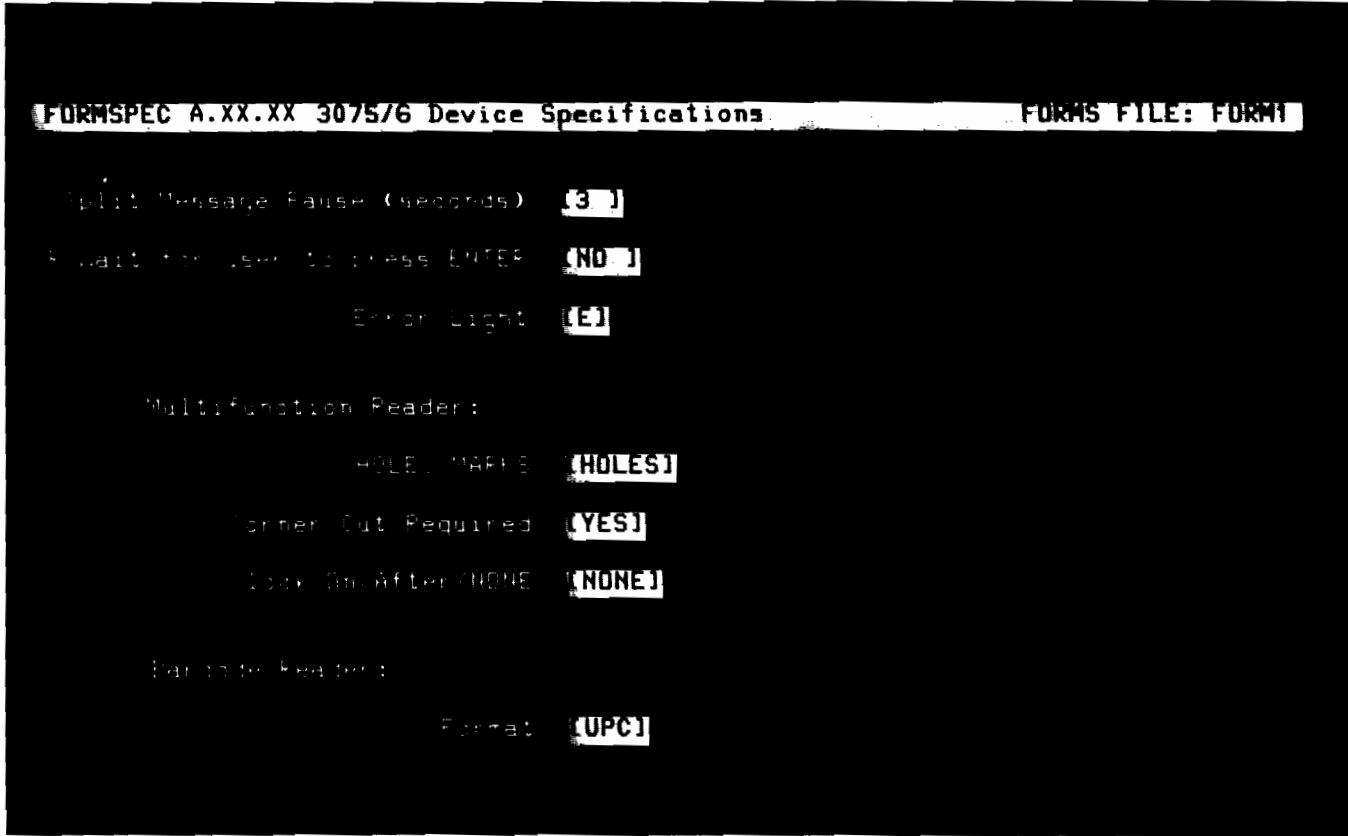 FORMSPEC A.XX.XX 3075/6 Device Specifications FORMS FILE: FORM1
Split Message Pause (seconds) [3 ]
wait for user to press ENTER [NO ]
Error Light [E]
Multifunction Reader:
HOLES/MARKS [HOLES]
Corner Cut Required [YES]
Clock On/After/NONE [NONE]
Barcode Reader:
Format [UPC]